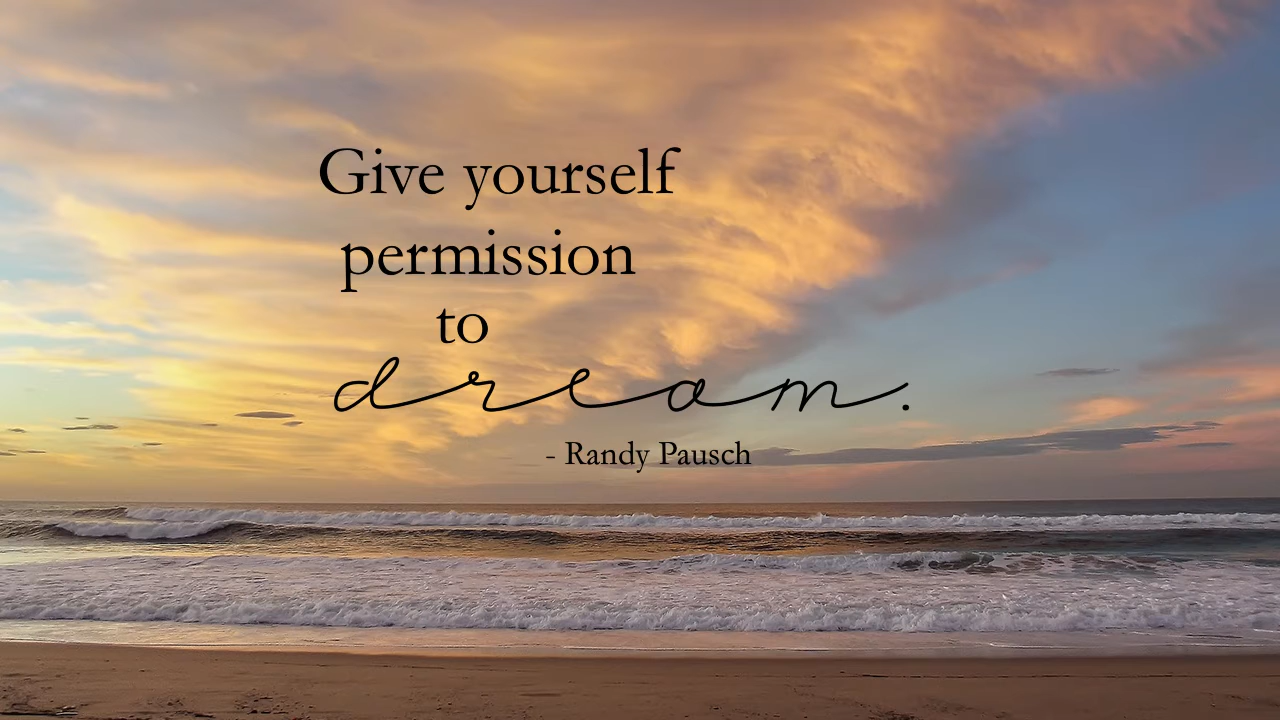 Give yourself
permission
to
dream.
- Randy Pausch